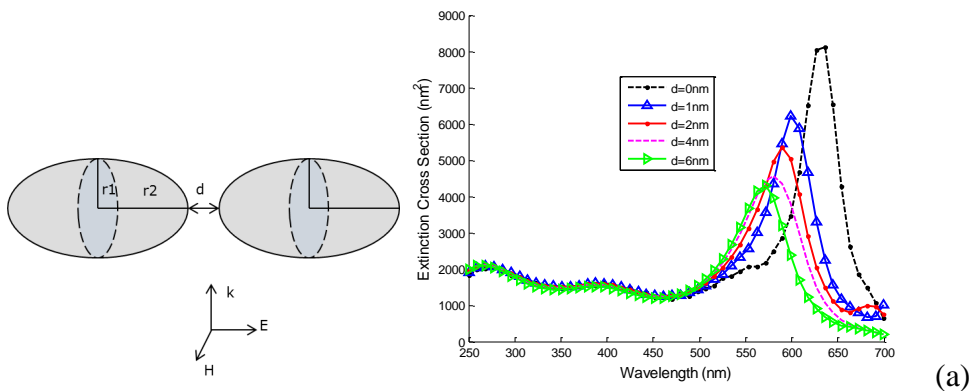 r1
r2
d
k
E
H
Extinction Cross Section (nm²)
9000
8000
7000
6000
5000
4000
3000
2000
1000
0
d=0nm
d=1nm
d=2nm
d=4nm
d=6nm
250 300 350 400 450 500 550 600 650 700
Wavelength (nm)
(a)